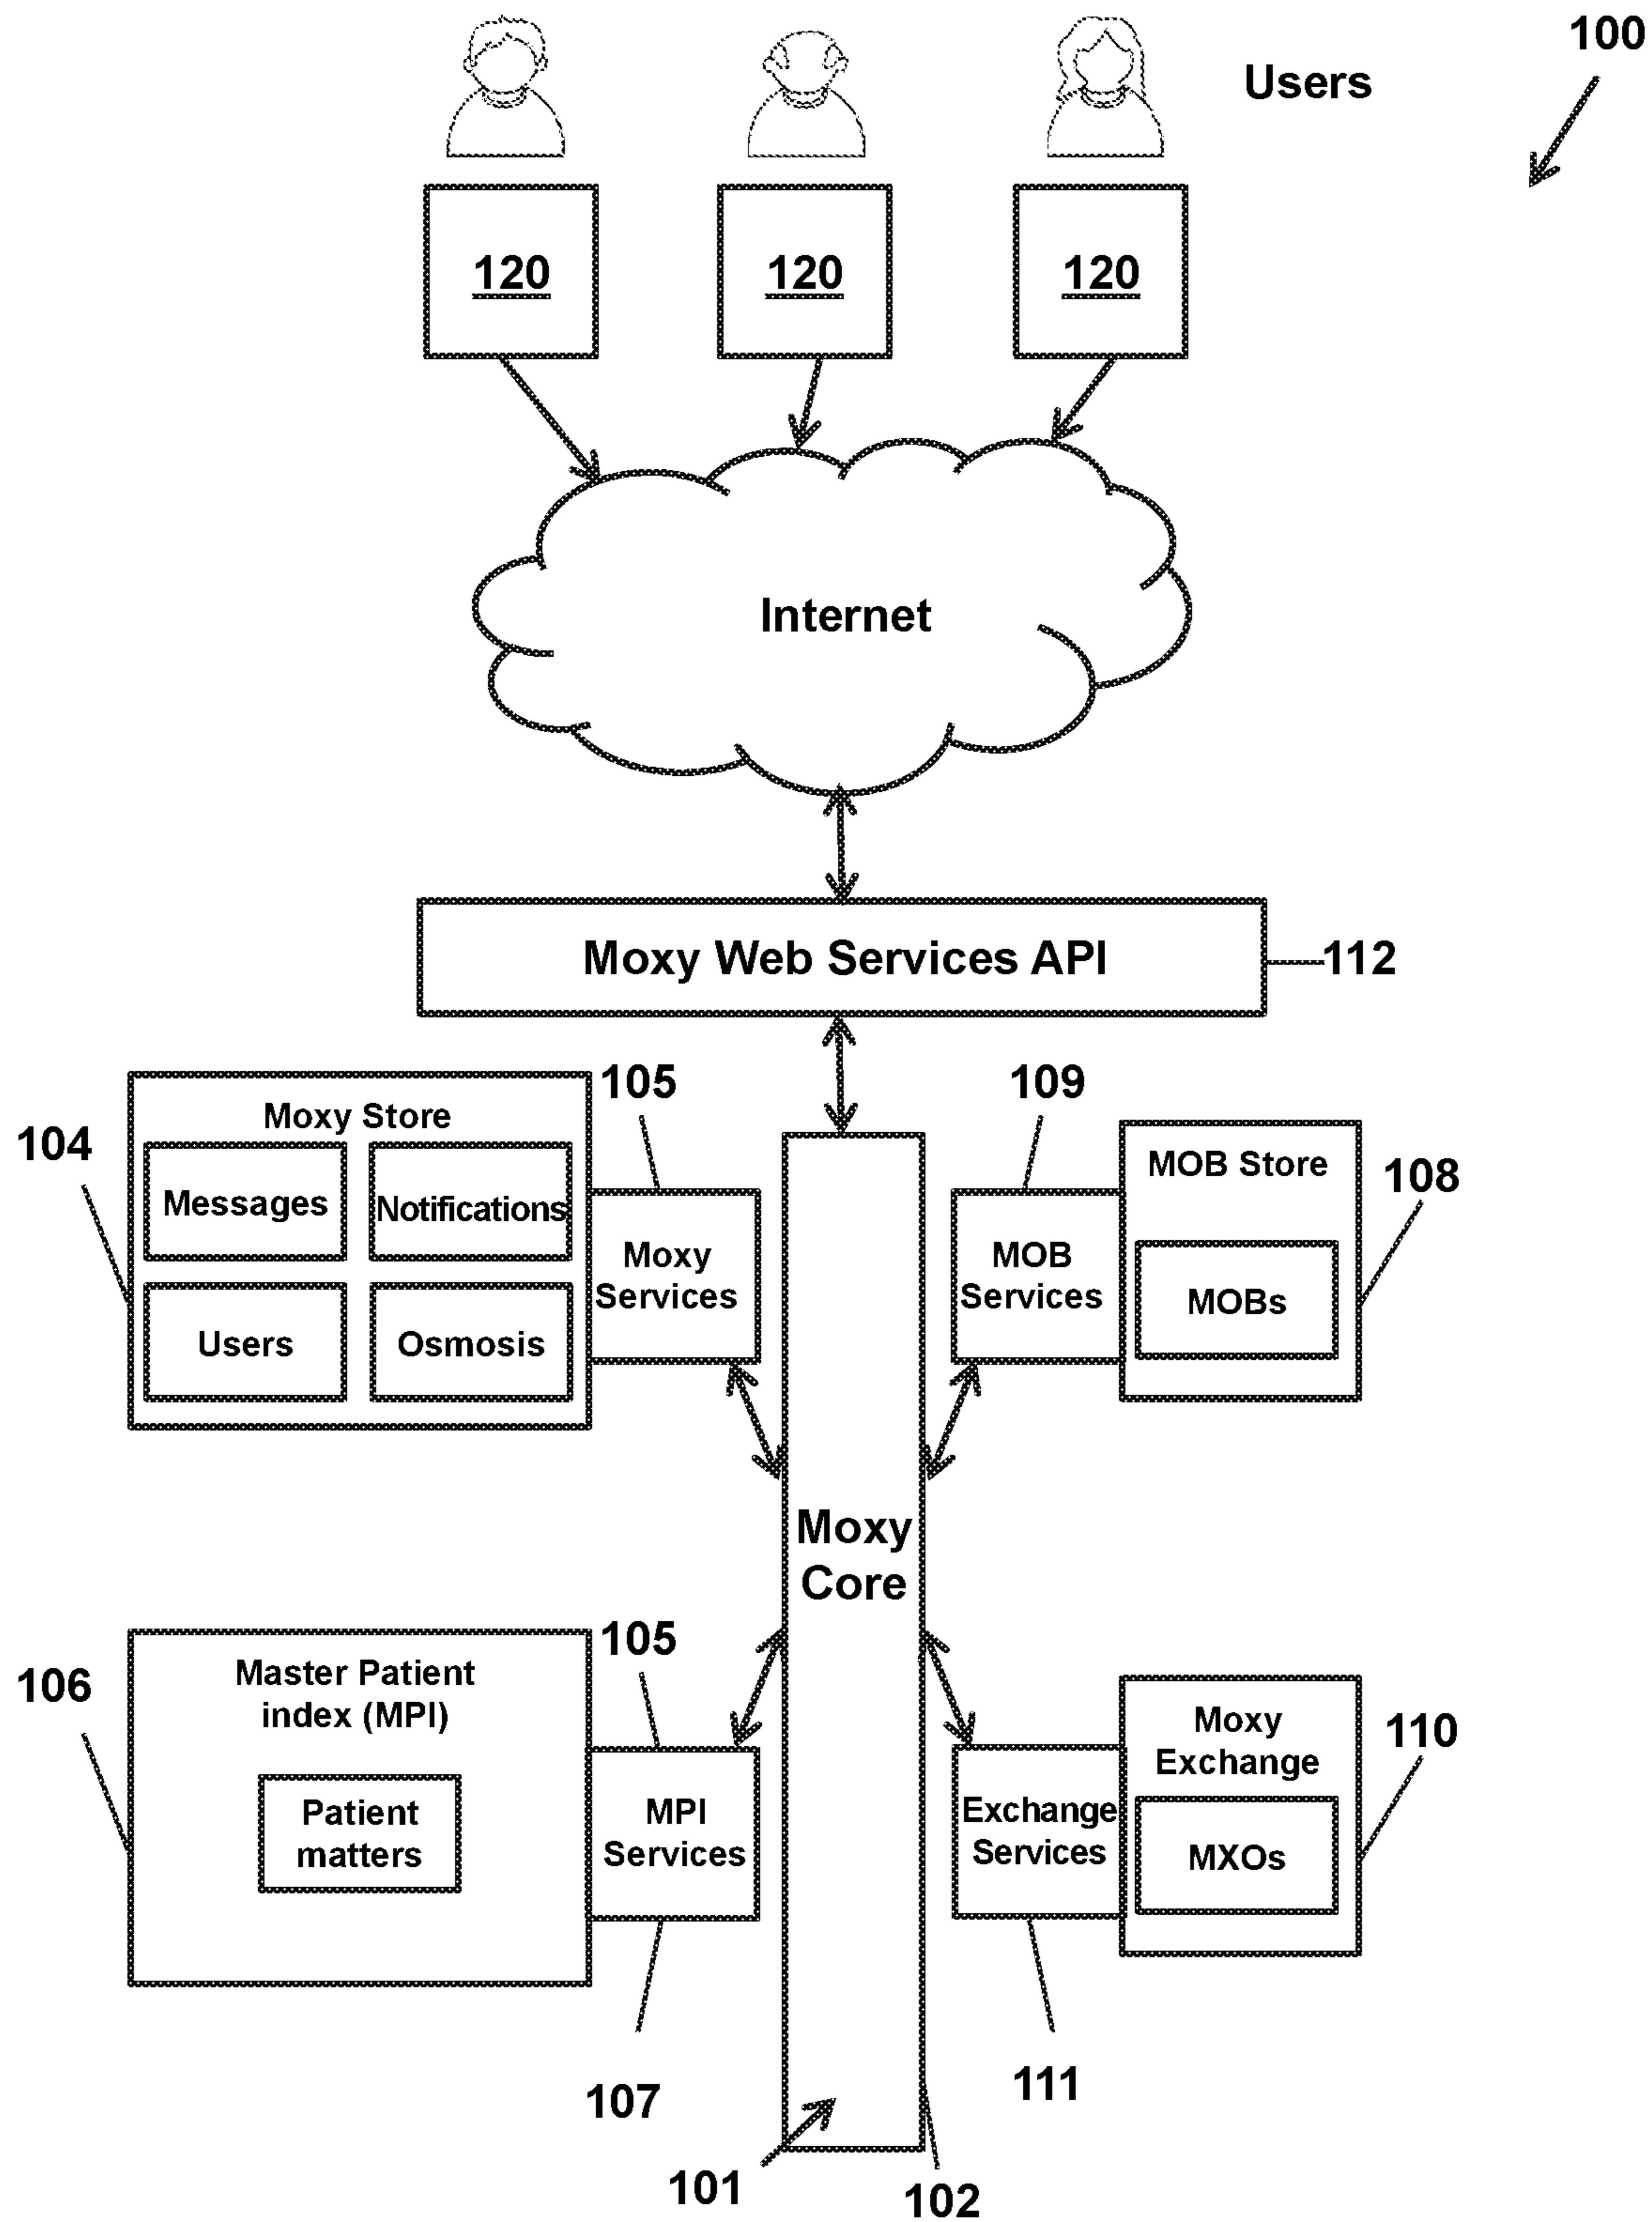 100
Users
120
120
120
Internet
Moxy Web Services API
112
105
109
Moxy Store
104
Messages
Notifications
Users
Osmosis
Moxy
Services
MOB
Services
MOB Store
MOBs
108
Moxy
Core
105
106
Master Patient
index (MPI)
Patient
matters
MPI
Services
Exchange
Services
Moxy
Exchange
MXOs
110
107
111
101
102